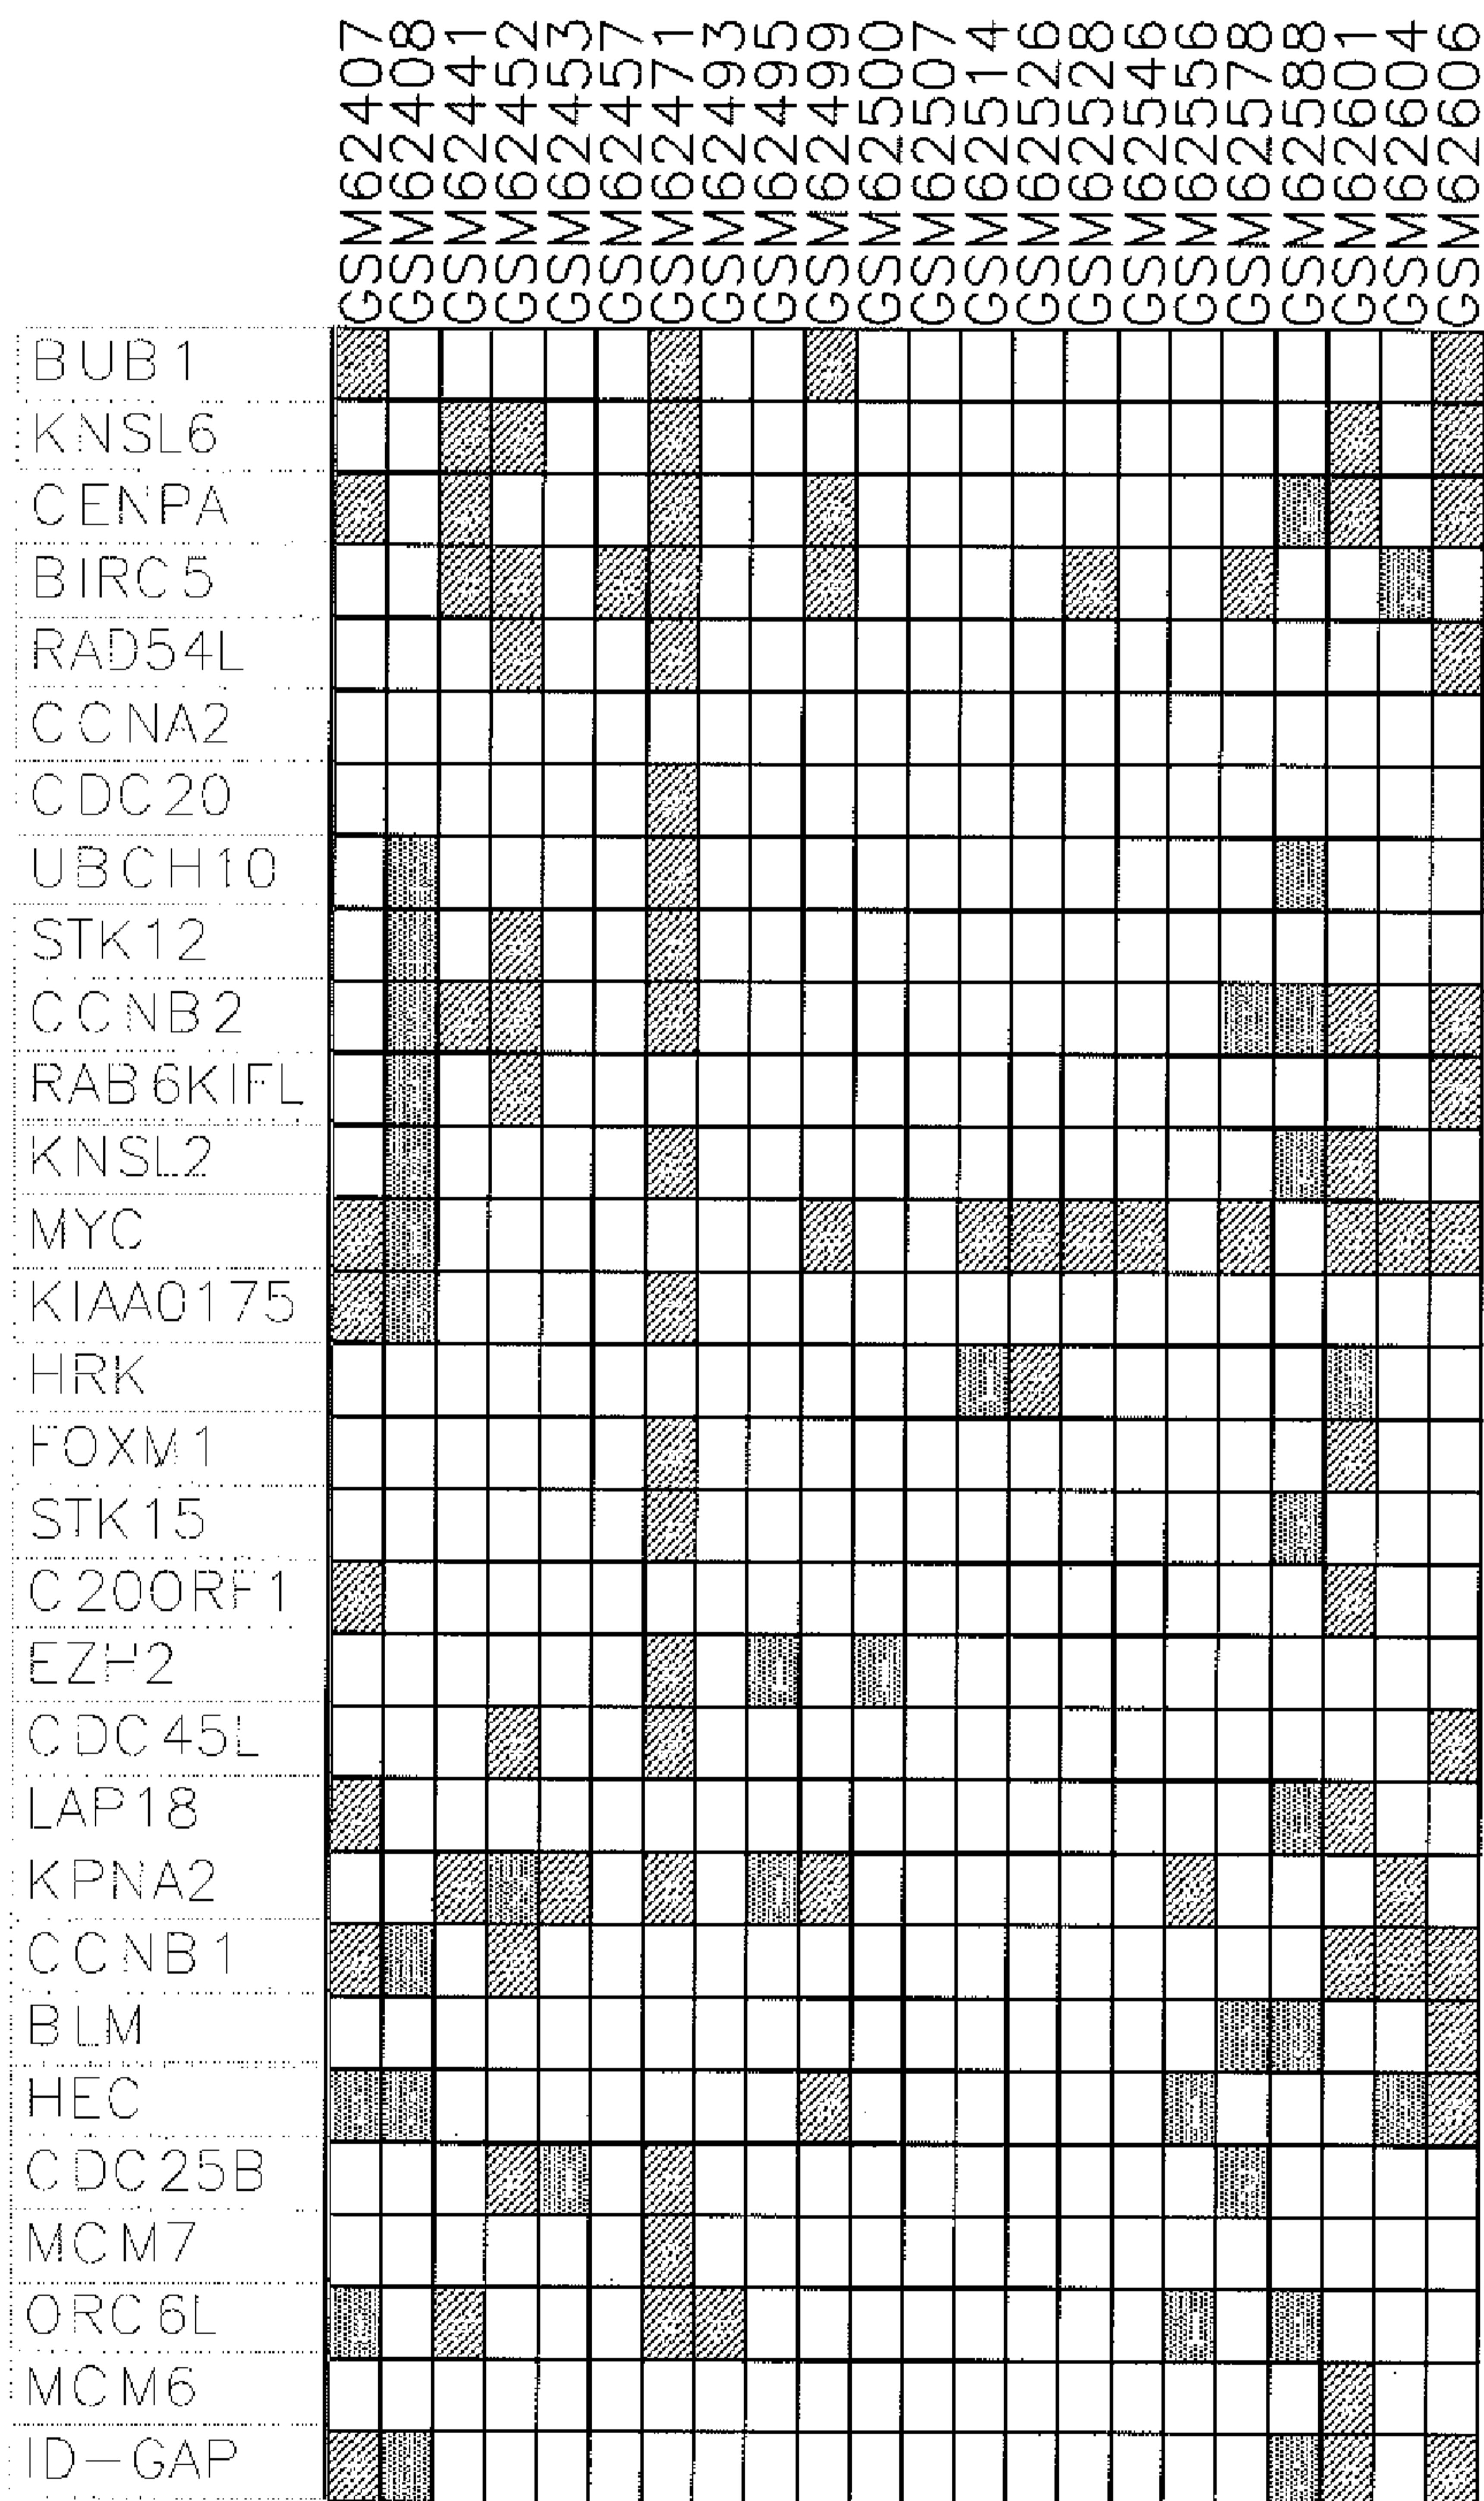 GSM62407
GSM62408
GSM62441
GSM62452
GSM62453
GSM62457
GSM62471
GSM62493
GSM62495
GSM62499
GSM62500
GSM62507
GSM62514
GSM62526
GSM62528
GSM62546
GSM62556
GSM62578
GSM62588
GSM62601
GSM62604
GSM62606
BUB1
KNSL6
CENPA
BIRC5
RAD54L
CCNA2
CDC20
UBCH10
STK12
CCNB2
RAB6KIFL
KNSL2
MYC
KIAA0175
HRK
FOXM1
STK15
C20ORF1
EZH2
CDC45L
LAP18
KPNA2
CCNB1
BLM
HEC
CDC25B
MCM7
ORC6L
MCM6
ID-GAP